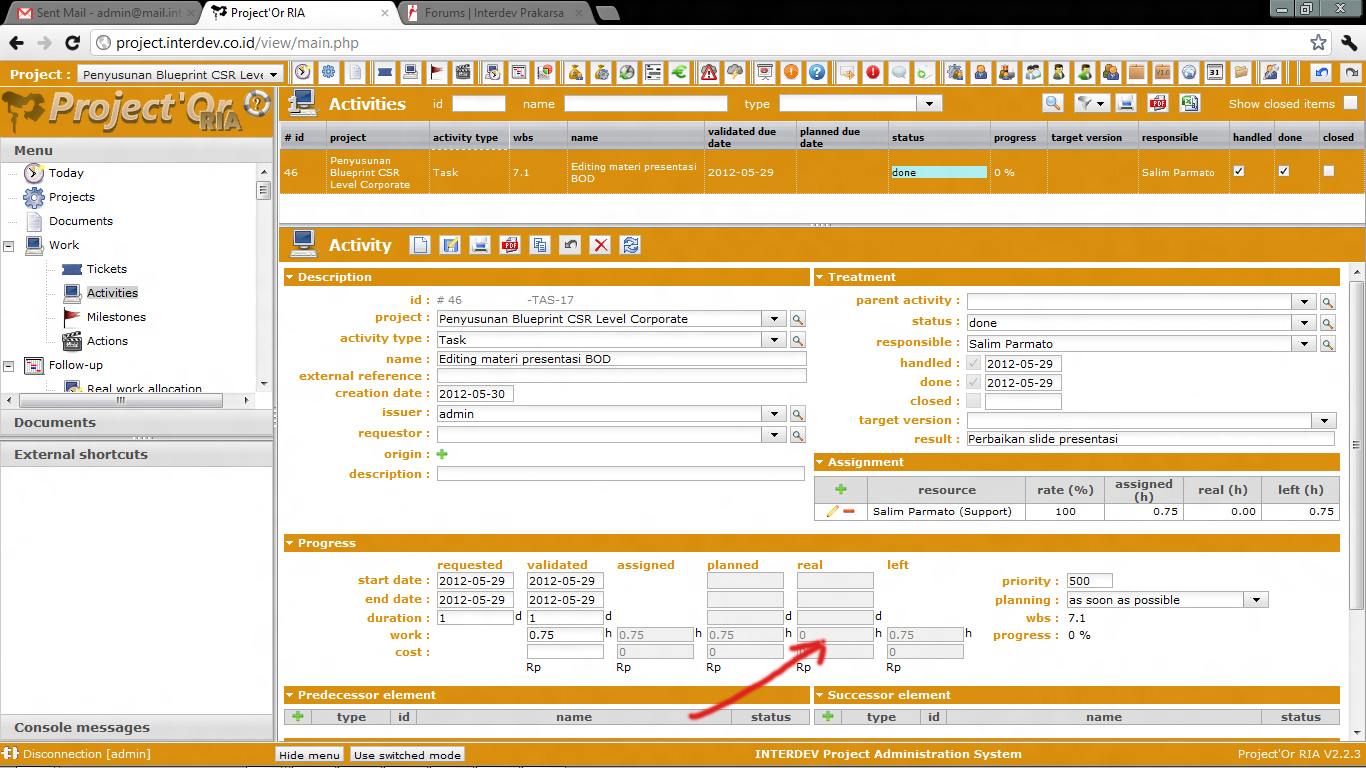 Sent Mail - admin@mail.int
Project'Or RIA
Forums | Interdev Prakarsa
project.interdev.co.id/view/main.php
Project : Penyusunan Blueprint CSR Leve
Project'Or RIA
Activities id name type Show closed items
Menu
Today
Projects
Documents
Work
Tickets
Activities
Milestones
Actions
Follow-up
Real work allocation
Documents
External shortcuts
Console messages
# id project activity type wbs name validated due date planned due date status progress target version responsible handled done closed
46 Penyusunan Blueprint CSR Level Corporate Task 7.1 Editing materi presentasi BOD 2012-05-29 done 0 % Salim Parmato
Activity
Description
id : # 46 -TAS-17
project : Penyusunan Blueprint CSR Level Corporate
activity type : Task
name : Editing materi presentasi BOD
external reference :
creation date : 2012-05-30
issuer : admin
requestor :
origin :
description :
Treatment
parent activity :
status : done
responsible : Salim Parmato
handled : 2012-05-29
done : 2012-05-29
closed :
target version :
result : Perbaikan slide presentasi
Assignment
resource rate (%) assigned (h) real (h) left (h)
Salim Parmato (Support) 100 0.75 0.00 0.75
Progress
requested validated assigned planned real left
start date : 2012-05-29 2012-05-29
end date : 2012-05-29 2012-05-29
duration : 1 d 1 d d d
work : 0.75 h 0.75 h 0.75 h 0 h 0.75 h
cost : 0 0 0 0
Rp Rp Rp Rp Rp
priority : 500
planning : as soon as possible
wbs : 7.1
progress : 0 %
Predecessor element
type id name status
Successor element
type id name status
Disconnection [admin] Hide menu Use switched mode INTERDEV Project Administration System Project'Or RIA V2.2.3